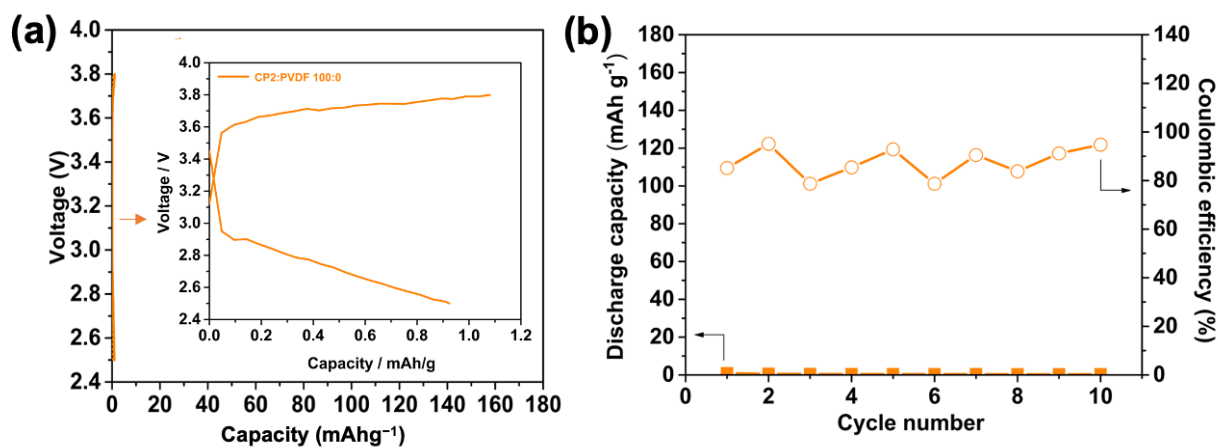 (a)
Voltage (V)
4.0
3.8
3.6
3.4
3.2
3.0
2.8
2.6
2.4
0 20 40 60 80 100 120 140 160 180
Capacity (mAhg⁻¹)
CP2:PVDF 100:0
Voltage / V
4.0
3.8
3.6
3.4
3.2
3.0
2.8
2.6
2.4
0.0 0.2 0.4 0.6 0.8 1.0 1.2
Capacity / mAh/g
(b)
Discharge capacity (mAh g⁻¹)
180
160
140
120
100
80
60
40
20
0
0 2 4 6 8 10
Cycle number
140
120
100
80
60
40
20
0
Coulombic efficiency
(%)